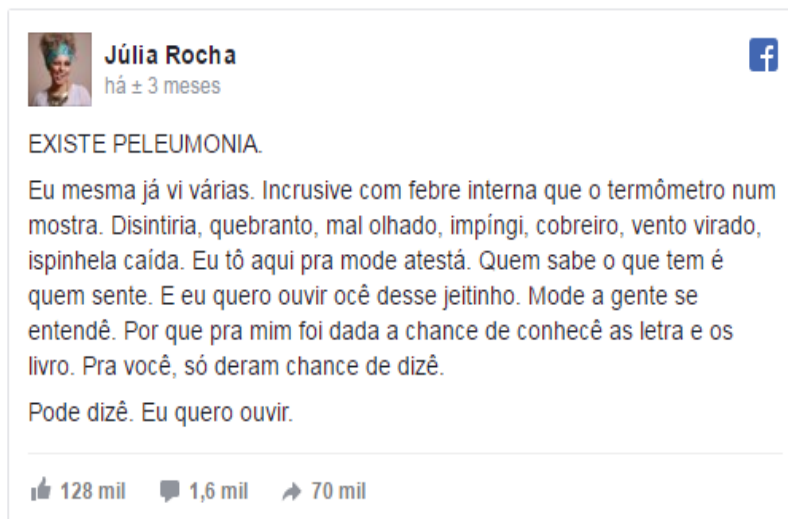 Júlia Rocha
há ± 3 meses
EXISTE PELEUMONIA.
Eu mesma já vi várias. Incrusive com febre interna que o termômetro num
mostra. Disintiria, quebranto, mal olhado, impíngi, cobreiro, vento virado,
ispinhela caída. Eu tô aqui pra mode atestá. Quem sabe o que tem é
quem sente. E eu quero ouvir ocê desse jeitinho. Mode a gente se
entendê. Por que pra mim foi dada a chance de conhecê as letra e os
livro. Pra você, só deram chance de dizê.
Pode dizê. Eu quero ouvir.
128 mil 1,6 mil 70 mil